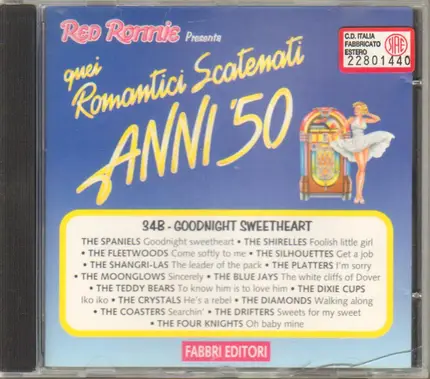 Red Ronnie Presenta
C.D. ITALIA
FABBRICATO
ESTERO
SIAE
22801440
quei
Romantici Scatenati
ANNI '50
34B - GOODNIGHT SWEETHEART
THE SPANIELS Goodnight sweetheart • THE SHIRELLES Foolish little girl
• THE FLEETWOODS Come softly to me • THE SILHOUETTES Get a job
• THE SHANGRI-LAS The leader of the pack • THE PLATTERS I'm sorry
• THE MOONGLOWS Sincerely • THE BLUE JAYS The white cliffs of Dover
• THE TEDDY BEARS To know him is to love him • THE DIXIE CUPS
Iko iko • THE CRYSTALS He's a rebel • THE DIAMONDS Walking along
• THE COASTERS Searchin' • THE DRIFTERS Sweets for my sweet
• THE FOUR KNIGHTS Oh baby mine
FABBRI EDITORI